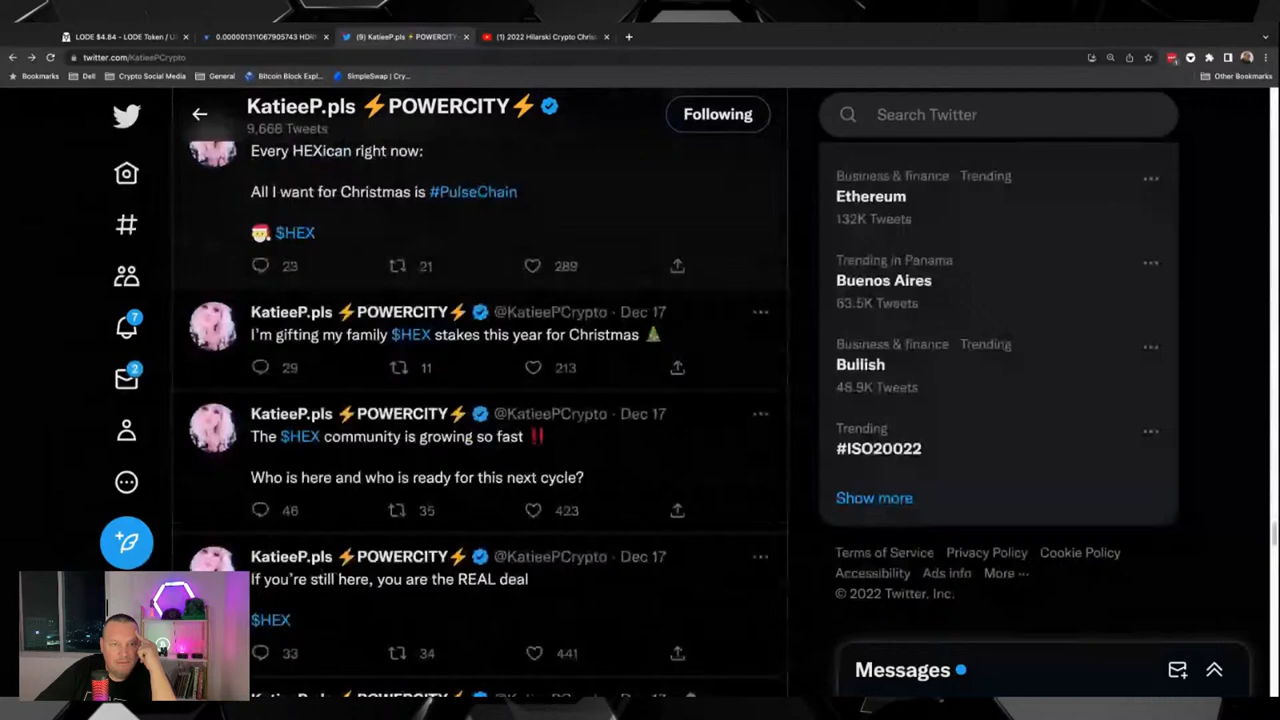 LODE $4.84 - LODE Token / U
0.000001311067905743 HDRN
(9) KatieeP.pls ⚡POWERCITY⚡
(1) 2022 Hilarski Crypto Chris
twitter.com/KatieePCrypto
Bookmarks
Dell
Crypto Social Media
General
Bitcoin Block Expl...
SimpleSwap | Cry...
Other Bookmarks
KatieeP.pls ⚡POWERCITY⚡
9,666 Tweets
Following
Every HEXican right now:
All I want for Christmas is #PulseChain
🎅 $HEX
23 21 289
KatieeP.pls ⚡POWERCITY⚡ @KatieePCrypto · Dec 17
I'm gifting my family $HEX stakes this year for Christmas 🎄
29 11 213
KatieeP.pls ⚡POWERCITY⚡ @KatieePCrypto · Dec 17
The $HEX community is growing so fast ‼️
Who is here and who is ready for this next cycle?
46 35 423
KatieeP.pls ⚡POWERCITY⚡ @KatieePCrypto · Dec 17
If you're still here, you are the REAL deal
$HEX
33 34 441
7
2
Search Twitter
Business & finance · Trending
Ethereum
132K Tweets
Trending in Panama
Buenos Aires
63.5K Tweets
Business & finance · Trending
Bullish
48.9K Tweets
Trending
#ISO20022
Show more
Terms of Service Privacy Policy Cookie Policy
Accessibility Ads info More ···
© 2022 Twitter, Inc.
Messages